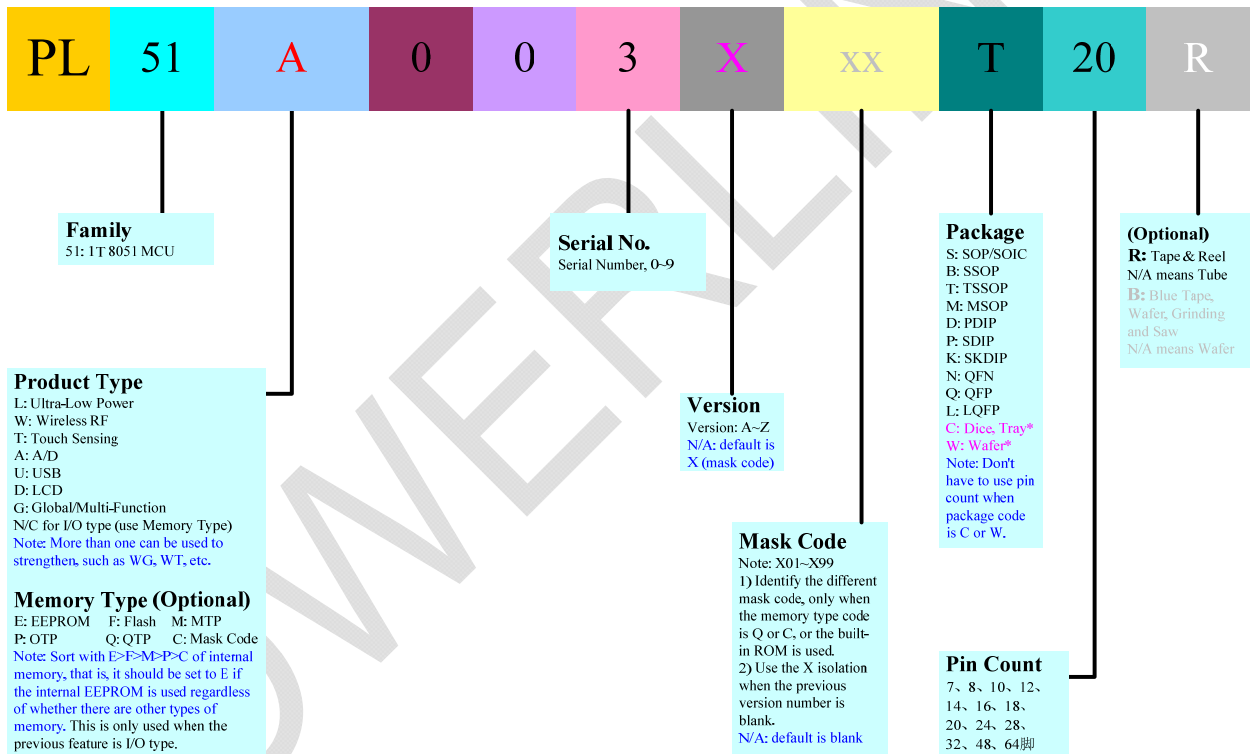 PL 51 A 0 0 3 X xx T 20 R
Family
51: 1T 8051 MCU
Product Type
L: Ultra-Low Power
W: Wireless RF
T: Touch Sensing
A: A/D
U: USB
D: LCD
G: Global/Multi-Function
N/C for I/O type (use Memory Type)
Note: More than one can be used to
strengthen, such as WG, WT, etc.
Memory Type (Optional)
E: EEPROM F: Flash M: MTP
P: OTP Q: QTP C: Mask Code
Note: Sort with E>F>M>P>C of internal
memory, that is, it should be set to E if
the internal EEPROM is used regardless
of whether there are other types of
memory. This is only used when the
previous feature is I/O type.
Serial No.
Serial Number, 0~9
Version
Version: A~Z
N/A: default is
X (mask code)
Mask Code
Note: X01~X99
1) Identify the different
mask code, only when
the memory type code
is Q or C, or the built-
in ROM is used.
2) Use the X isolation
when the previous
version number is
blank.
N/A: default is blank
Package
S: SOP/SOIC
B: SSOP
T: TSSOP
M: MSOP
D: PDIP
P: SDIP
K: SKDIP
N: QFN
Q: QFP
L: LQFP
C: Dice, Tray*
W: Wafer*
Note: Don't
have to use pin
count when
package code
is C or W.
Pin Count
7、8、10、12、
14、16、18、
20、24、28、
32、48、64脚
(Optional)
R: Tape & Reel
N/A means Tube
B: Blue Tape,
Wafer, Grinding
and Saw
N/A means Wafer